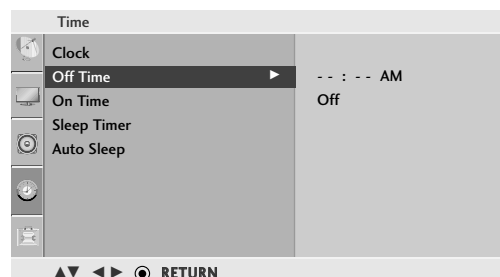 Time
Clock
Off Time ► - - : - - AM
On Time Off
Sleep Timer
Auto Sleep
▲▼ ◄► RETURN